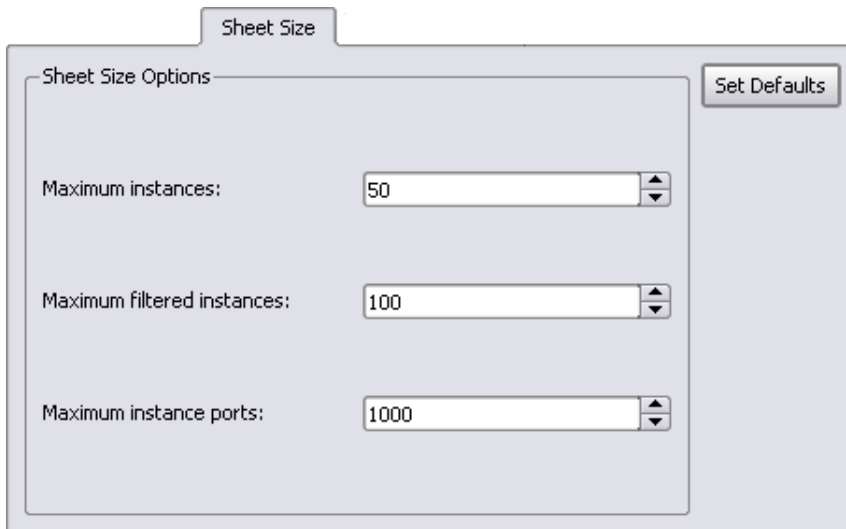 Sheet Size
Sheet Size Options
Set Defaults
Maximum instances: 50
Maximum filtered instances: 100
Maximum instance ports: 1000